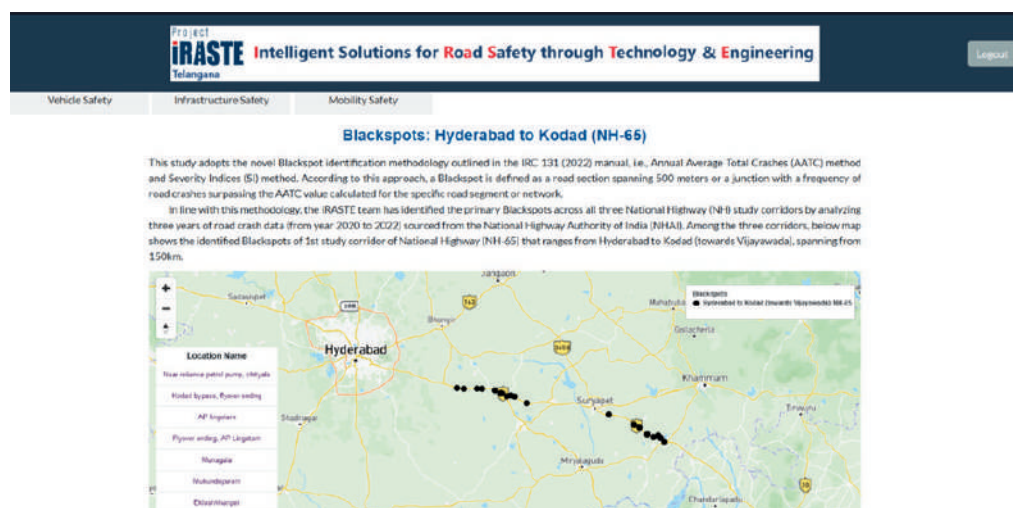 Project
iRASTE
Telangana
Intelligent Solutions for Road Safety through Technology & Engineering
Logout
Vehicle Safety
Infrastructure Safety
Mobility Safety
Blackspots: Hyderabad to Kodad (NH-65)
This study adopts the novel Blackspot identification methodology outlined in the IRC 131 (2022) manual, i.e., Annual Average Total Crashes (AATC) method
and Severity Indices (SI) method. According to this approach, a Blackspot is defined as a road section spanning 500 meters or a junction with a frequency of
road crashes surpassing the AATC value calculated for the specific road segment or network.
In line with this methodology, the iRASTE team has identified the primary Blackspots across all three National Highway (NH) study corridors by analyzing
three years of road crash data (from year 2020 to 2022) sourced from the National Highway Authority of India (NHAI). Among the three corridors, below map
shows the identified Blackspots of 1st study corridor of National Highway (NH-65) that ranges from Hyderabad to Kodad (towards Vijayawada), spanning from
150km.
+
−
Jangaon
Blackspots
Hyderabad to Kodad (towards Vijayawada) NH-65
Bhongir
163
Hyderabad
Khammam
Suryapet
Shadnagar
Miryalaguda
Tiruvuru
30
Location Name
Near reliance petrol pump, chityala
Kodad bypass, flyover ending
AP lingotam
Flyover ending, AP Lingotam
Munagala
Mukundapuram